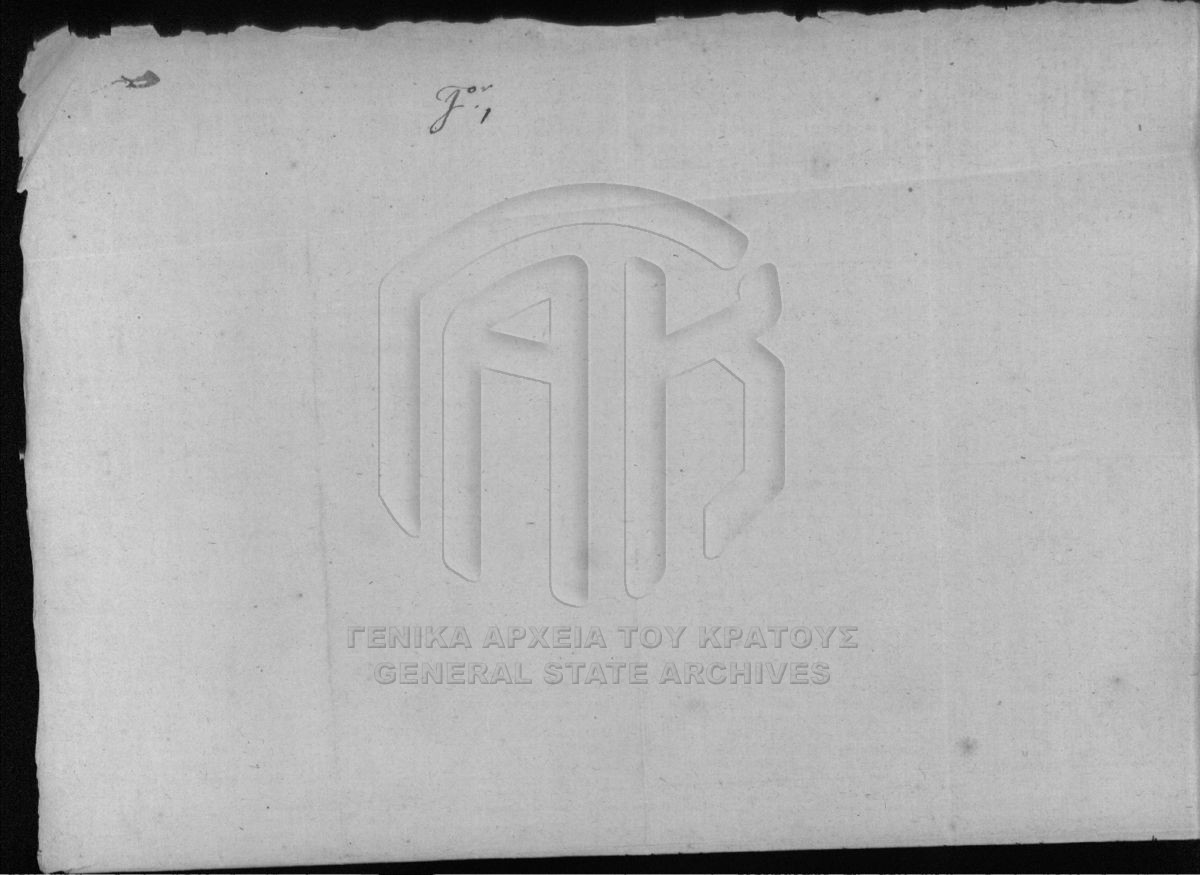 ΓΕΝΙΚΑ ΑΡΧΕΙΑ ΤΟΥ ΚΡΑΤΟΥΣ
GENERAL STATE ARCHIVES